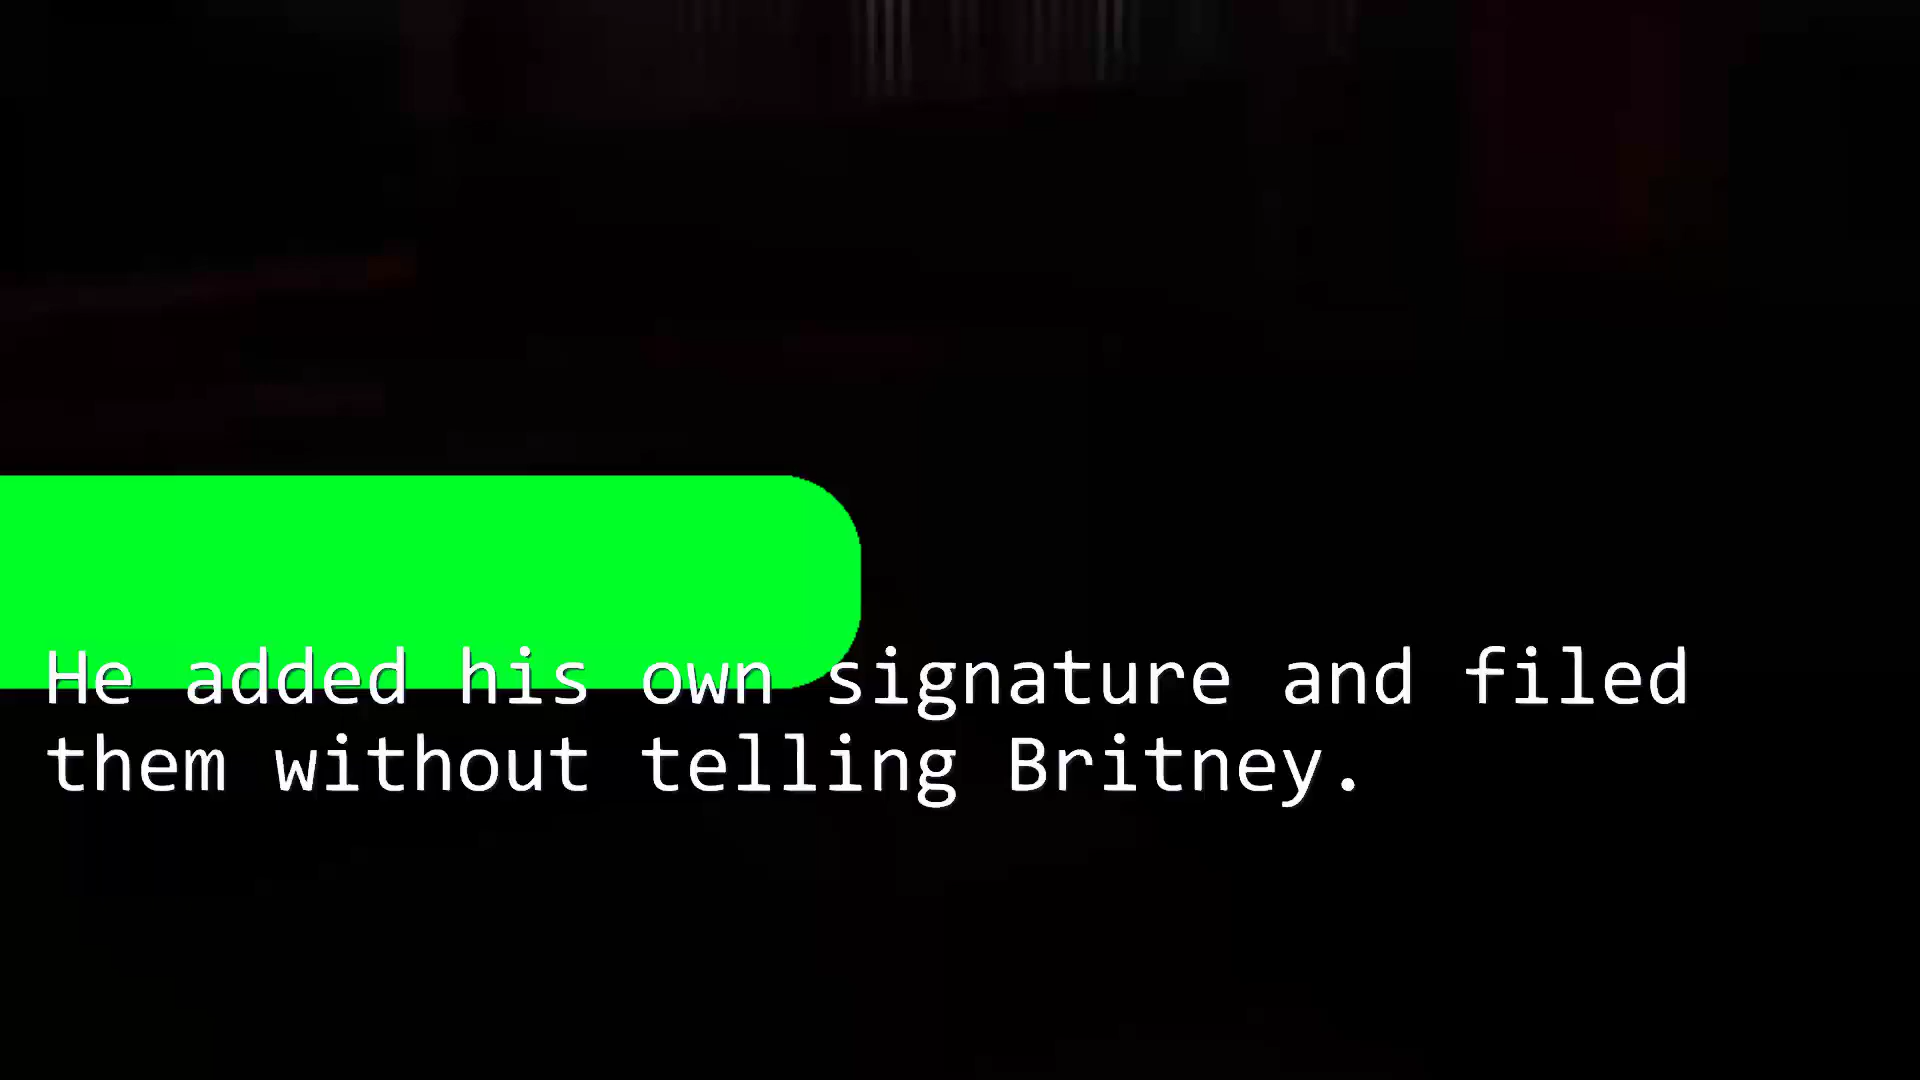 He added his own signature and filed
them without telling Britney.